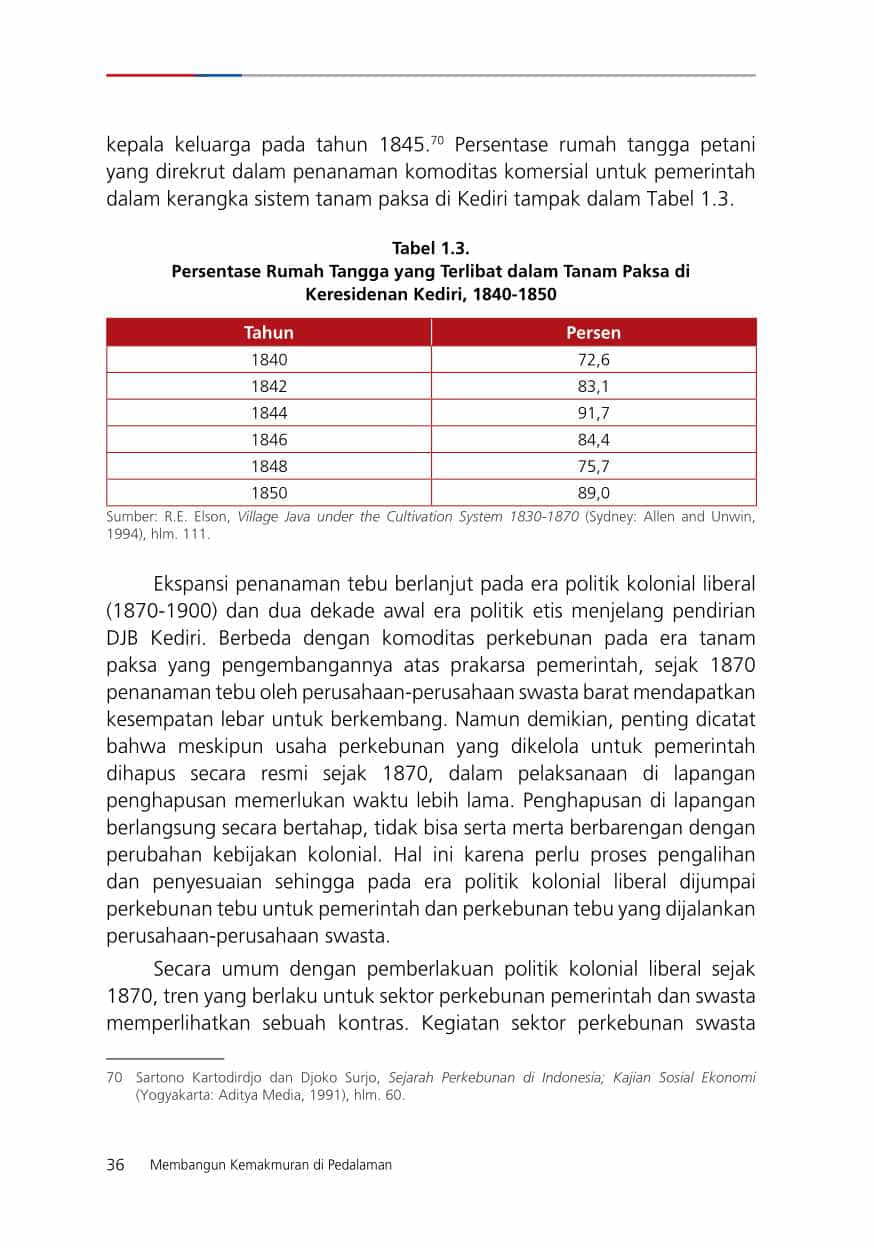 kepala keluarga pada tahun 1845.70 Persentase rumah tangga petani
yang direkrut dalam penanaman komoditas komersial untuk pemerintah
dalam kerangka sistem tanam paksa di Kediri tampak dalam Tabel 1.3.
Tabel 1.3.
Persentase Rumah Tangga yang Terlibat dalam Tanam Paksa di
Keresidenan Kediri, 1840-1850
Tahun Persen
1840 72,6
1842 83,1
1844 91,7
1846 84,4
1848 75,7
1850 89,0
Sumber: R.E. Elson, Village Java under the Cultivation System 1830-1870 (Sydney: Allen and Unwin,
1994), hlm. 111.
Ekspansi penanaman tebu berlanjut pada era politik kolonial liberal
(1870-1900) dan dua dekade awal era politik etis menjelang pendirian
DJB Kediri. Berbeda dengan komoditas perkebunan pada era tanam
paksa yang pengembangannya atas prakarsa pemerintah, sejak 1870
penanaman tebu oleh perusahaan-perusahaan swasta barat mendapatkan
kesempatan lebar untuk berkembang. Namun demikian, penting dicatat
bahwa meskipun usaha perkebunan yang dikelola untuk pemerintah
dihapus secara resmi sejak 1870, dalam pelaksanaan di lapangan
penghapusan memerlukan waktu lebih lama. Penghapusan di lapangan
berlangsung secara bertahap, tidak bisa serta merta berbarengan dengan
perubahan kebijakan kolonial. Hal ini karena perlu proses pengalihan
dan penyesuaian sehingga pada era politik kolonial liberal dijumpai
perkebunan tebu untuk pemerintah dan perkebunan tebu yang dijalankan
perusahaan-perusahaan swasta.
Secara umum dengan pemberlakuan politik kolonial liberal sejak
1870, tren yang berlaku untuk sektor perkebunan pemerintah dan swasta
memperlihatkan sebuah kontras. Kegiatan sektor perkebunan swasta
70 Sartono Kartodirdjo dan Djoko Surjo, Sejarah Perkebunan di Indonesia; Kajian Sosial Ekonomi
(Yogyakarta: Aditya Media, 1991), hlm. 60.
36 Membangun Kemakmuran di Pedalaman